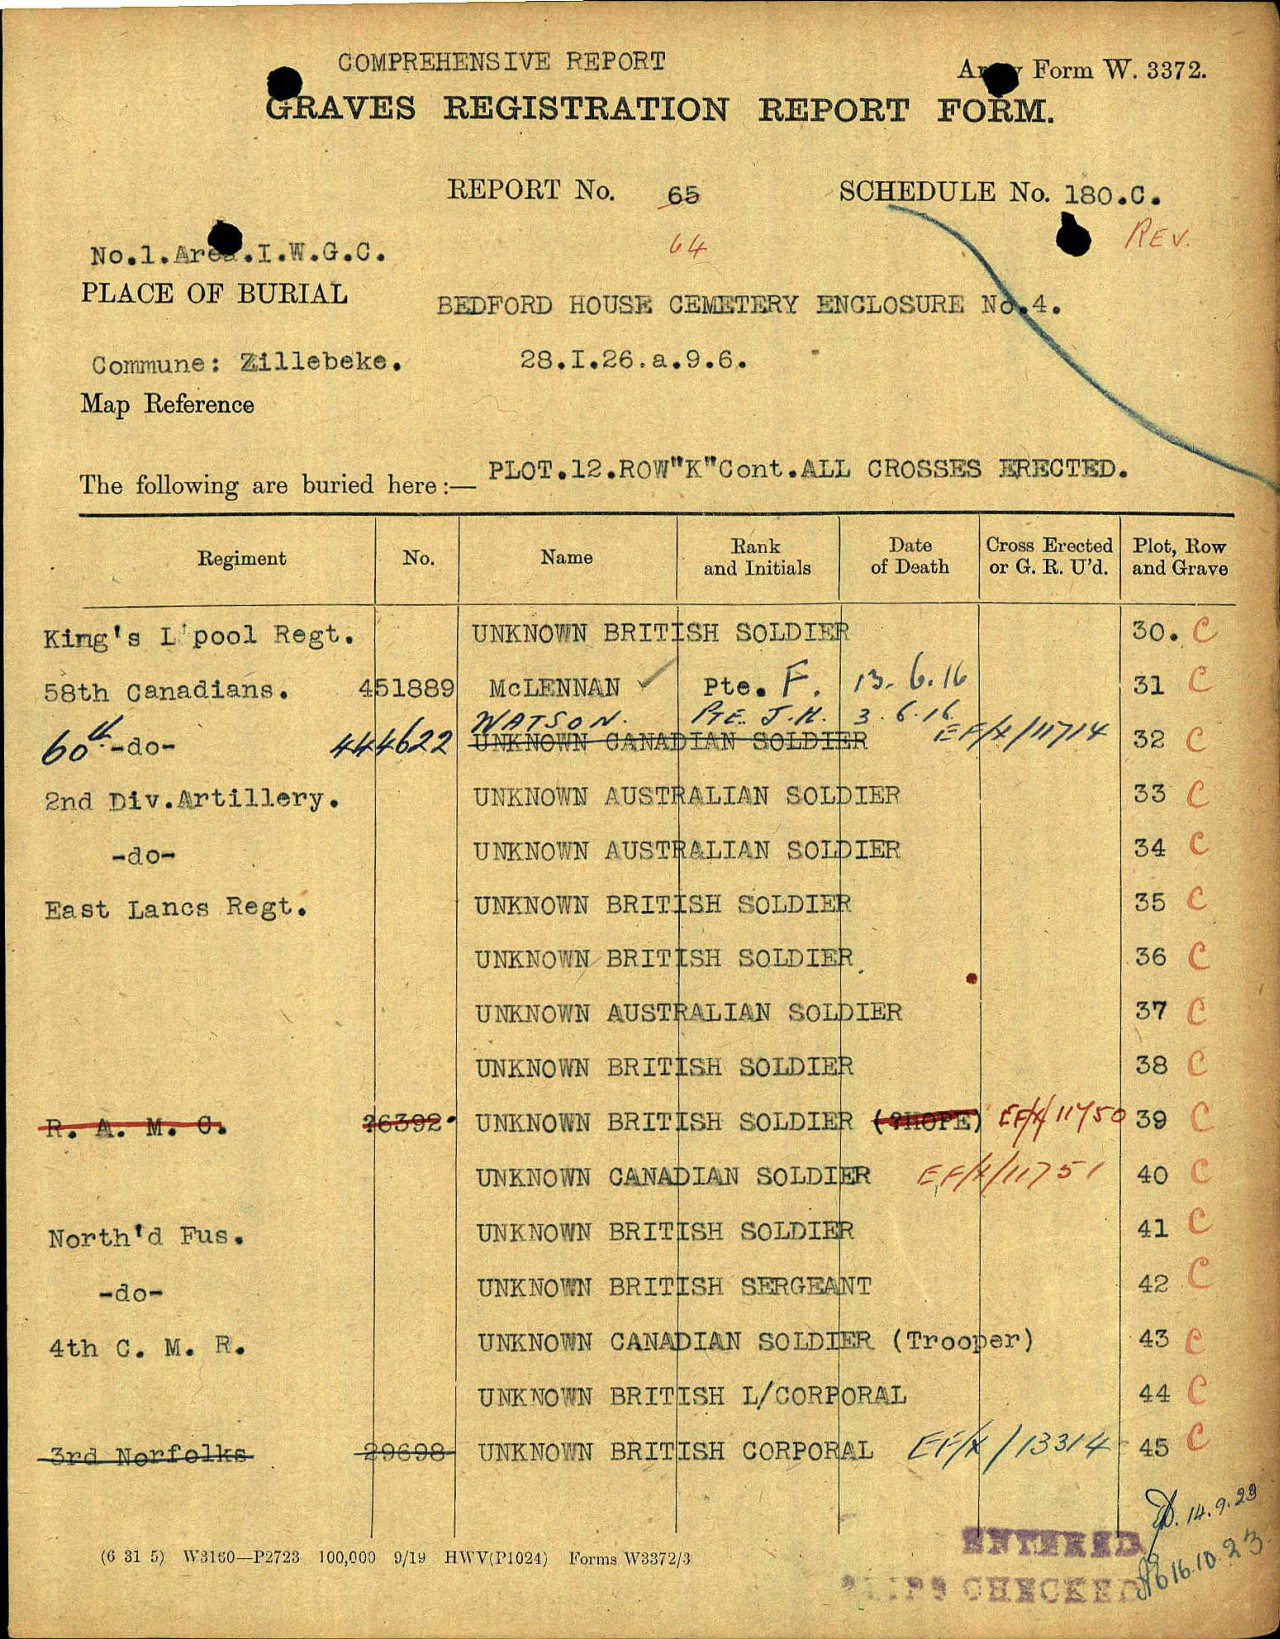 COMPREHENSIVE REPORT
Army Form W. 3372.
GRAVES REGISTRATION REPORT FORM.
REPORT No. 65 SCHEDULE No. 180.C.
64 REV.
No.1.Area.I.W.G.C.
PLACE OF BURIAL BEDFORD HOUSE CEMETERY ENCLOSURE No.4.
Commune: Zillebeke. 28.I.26.a.9.6.
Map Reference
The following are buried here:— PLOT.12.ROW"K"Cont.ALL CROSSES ERECTED.
Regiment No. Name Rank and Initials Date of Death Cross Erected or G. R. U'd. Plot, Row and Grave
King's L'pool Regt. UNKNOWN BRITISH SOLDIER 30. C
58th Canadians. 451889 McLENNAN ✓ Pte. F. 13.6.16 31 C
WATSON. PTE. J.H. 3.6.16
60th -do- 444622 UNKNOWN CANADIAN SOLDIER EF/X/11714 32 C
2nd Div.Artillery. UNKNOWN AUSTRALIAN SOLDIER 33 C
-do- UNKNOWN AUSTRALIAN SOLDIER 34 C
East Lancs Regt. UNKNOWN BRITISH SOLDIER 35 C
UNKNOWN BRITISH SOLDIER 36 C
UNKNOWN AUSTRALIAN SOLDIER 37 C
UNKNOWN BRITISH SOLDIER 38 C
R. A. M. C. ?6392. UNKNOWN BRITISH SOLDIER (?HOPE) EF/X/11750 39 C
UNKNOWN CANADIAN SOLDIER EF/X/11751 40 C
North'd Fus. UNKNOWN BRITISH SOLDIER 41 C
-do- UNKNOWN BRITISH SERGEANT 42 C
4th C. M. R. UNKNOWN CANADIAN SOLDIER (Trooper) 43 C
UNKNOWN BRITISH L/CORPORAL 44 C
3rd Norfolks 29698 UNKNOWN BRITISH CORPORAL EF/X/13314 45 C
14.9.23
ENTERED
(6 31 5) W3160—P2723 100,000 9/19 HWV(P1024) Forms W3372/3
CHECKED 16.10.23